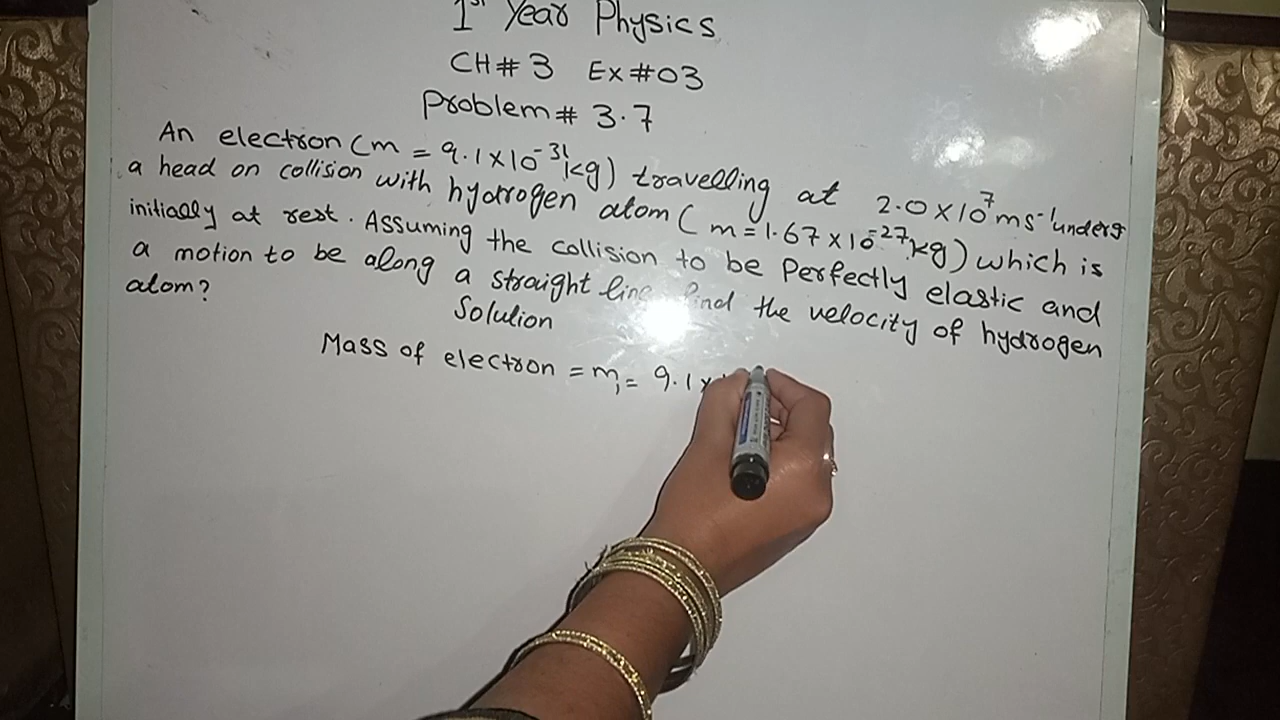 1st Year Physics
CH# 3 Ex#03
Problem# 3.7
An electron (m = 9.1×10⁻³¹kg) travelling at 2.0×10⁷ms⁻¹ underg
a head on collision with hydrogen atom (m=1.67×10⁻²⁷kg) which is
initially at rest. Assuming the collision to be Perfectly elastic and
a motion to be along a straight line find the velocity of hydrogen
atom?
Solution
Mass of electron = m₁ = 9.1×